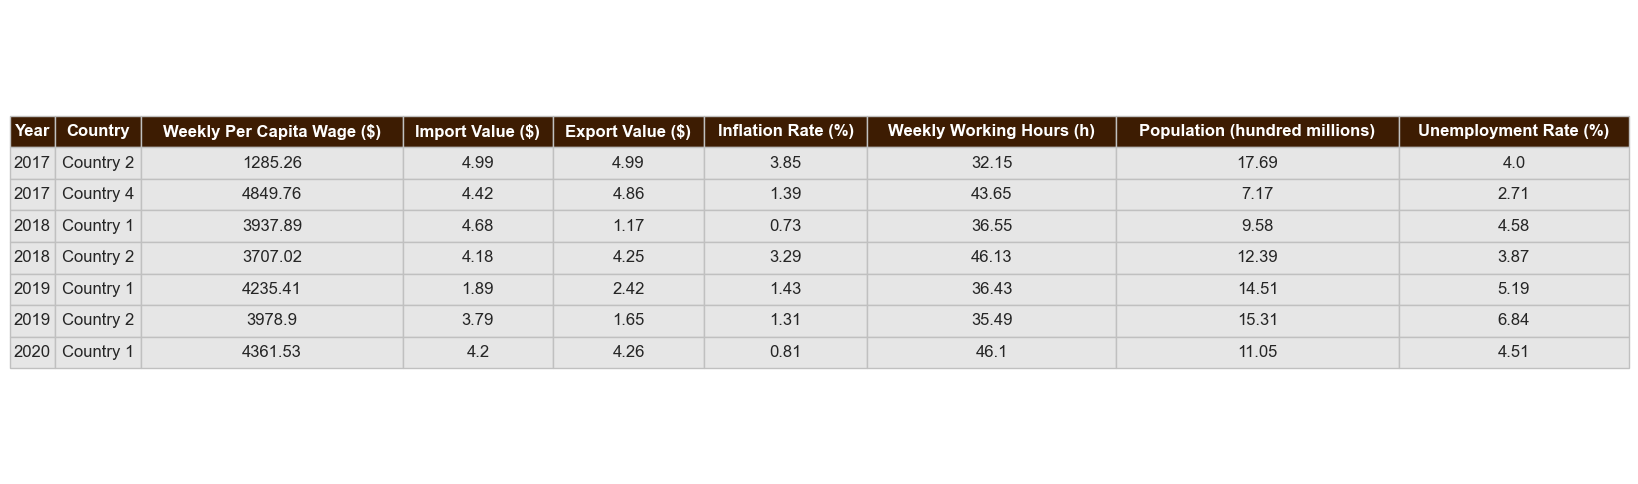 Year Country Weekly Per Capita Wage ($) Import Value ($) Export Value ($) Inflation Rate (%) Weekly Working Hours (h) Population (hundred millions) Unemployment Rate (%)
2017 Country 2 1285.26 4.99 4.99 3.85 32.15 17.69 4.0
2017 Country 4 4849.76 4.42 4.86 1.39 43.65 7.17 2.71
2018 Country 1 3937.89 4.68 1.17 0.73 36.55 9.58 4.58
2018 Country 2 3707.02 4.18 4.25 3.29 46.13 12.39 3.87
2019 Country 1 4235.41 1.89 2.42 1.43 36.43 14.51 5.19
2019 Country 2 3978.9 3.79 1.65 1.31 35.49 15.31 6.84
2020 Country 1 4361.53 4.2 4.26 0.81 46.1 11.05 4.51